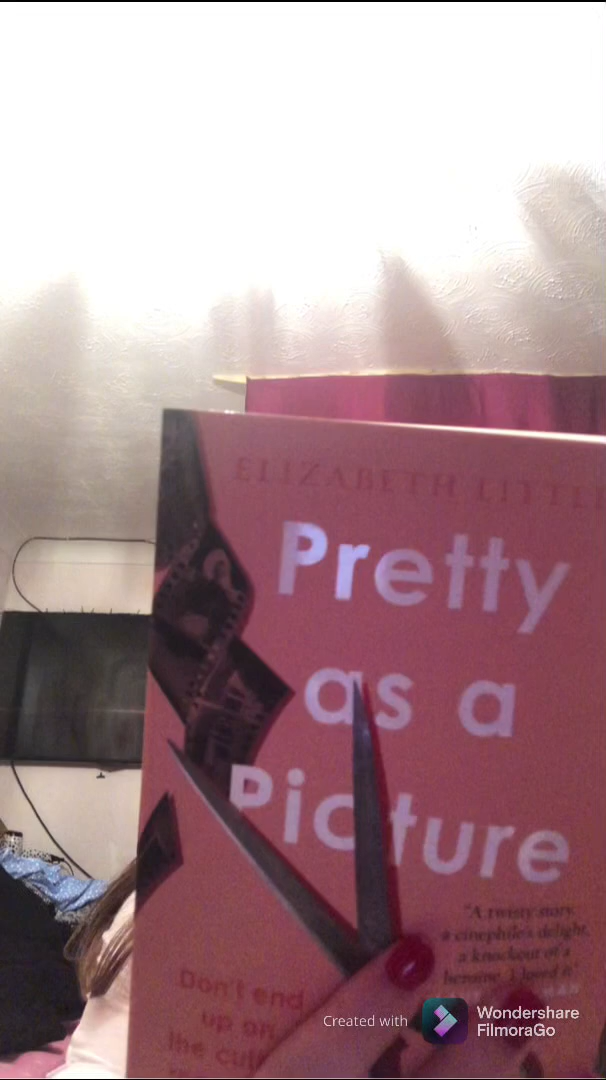 ELIZABETH LITTLE
Pretty
as a
Picture
"A twisty story,
a cinephile's delight,
a knockout of a
heroine. I loved it"
Don't end
up on
the
Created with
Wondershare
FilmoraGo